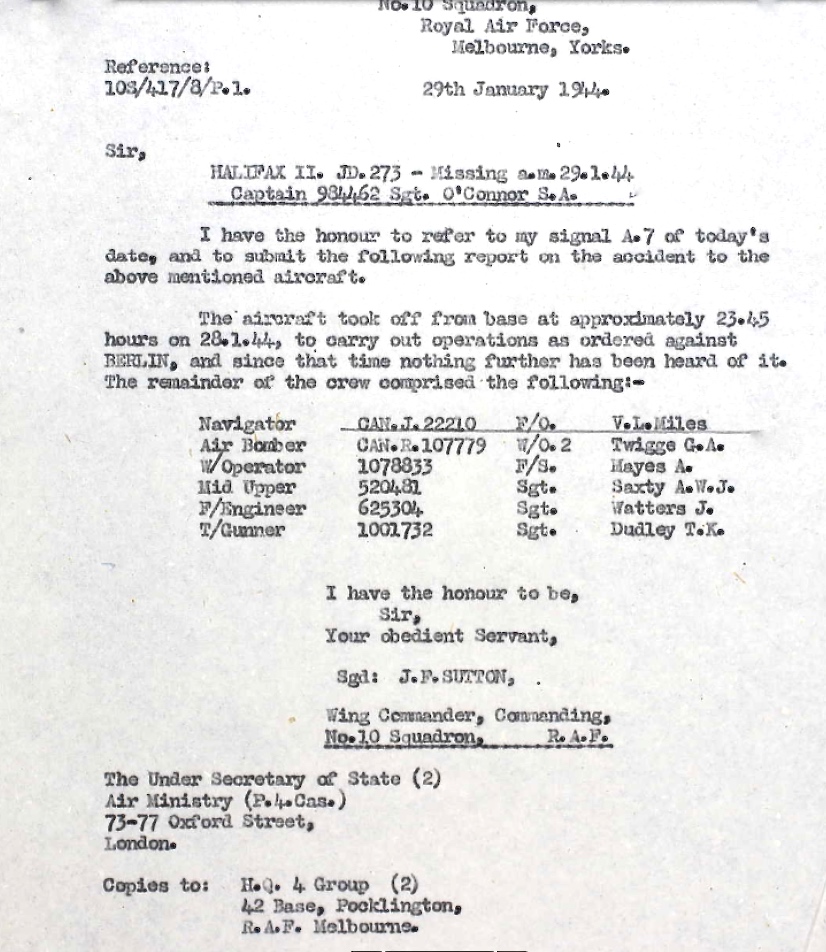 No.10 Squadron,
Royal Air Force,
Melbourne, Yorks.
Reference:
10S/417/8/P.1.
29th January 1944.
Sir,
HALIFAX II. JD.273 - Missing a.m.29.1.44
Captain 984462 Sgt. O'Connor S.A.
I have the honour to refer to my signal A.7 of today's
date, and to submit the following report on the accident to the
above mentioned aircraft.
The aircraft took off from base at approximately 23.45
hours on 28.1.44, to carry out operations as ordered against
BERLIN, and since that time nothing further has been heard of it.
The remainder of the crew comprised the following:-
Navigator CAN.J.22210 F/O. V.L.Miles
Air Bomber CAN.R.107779 W/O.2 Twigge G.A.
W/Operator 1078833 F/S. Hayes A.
Mid Upper 520481 Sgt. Saxty A.W.J.
F/Engineer 625304 Sgt. Watters J.
T/Gunner 1001732 Sgt. Dudley T.K.
I have the honour to be,
Sir,
Your obedient Servant,
Sgd: J.F.SUTTON,
Wing Commander, Commanding,
No.10 Squadron, R.A.F.
The Under Secretary of State (2)
Air Ministry (P.4.Cas.)
73-77 Oxford Street,
London.
Copies to: H.Q. 4 Group (2)
42 Base, Pocklington,
R.A.F. Melbourne.